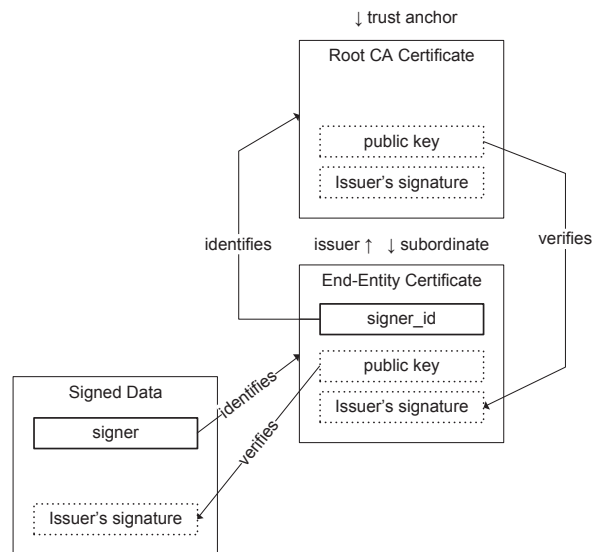 ↓ trust anchor
Root CA Certificate
public key
Issuer's signature
identifies
issuer ↑ ↓ subordinate
verifies
End-Entity Certificate
signer_id
public key
Issuer's signature
identifies
verifies
Signed Data
signer
Issuer's signature